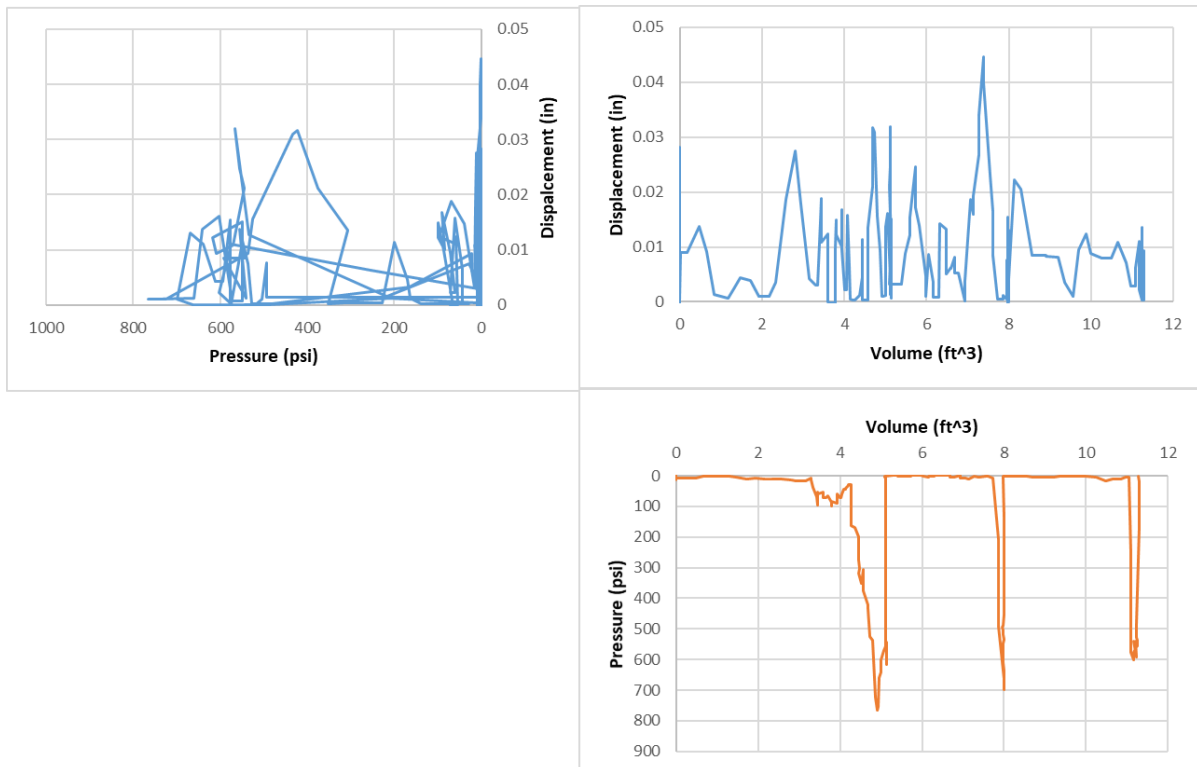 0.05
0.04
0.03
0.02
0.01
0
Dispalcement (in)
1000 800 600 400 200 0
Pressure (psi)
0.05
0.04
0.03
0.02
0.01
0
Displacement (in)
0 2 4 6 8 10 12
Volume (ft^3)
Volume (ft^3)
0 2 4 6 8 10 12
0
100
200
300
400
500
600
700
800
900
Pressure (psi)